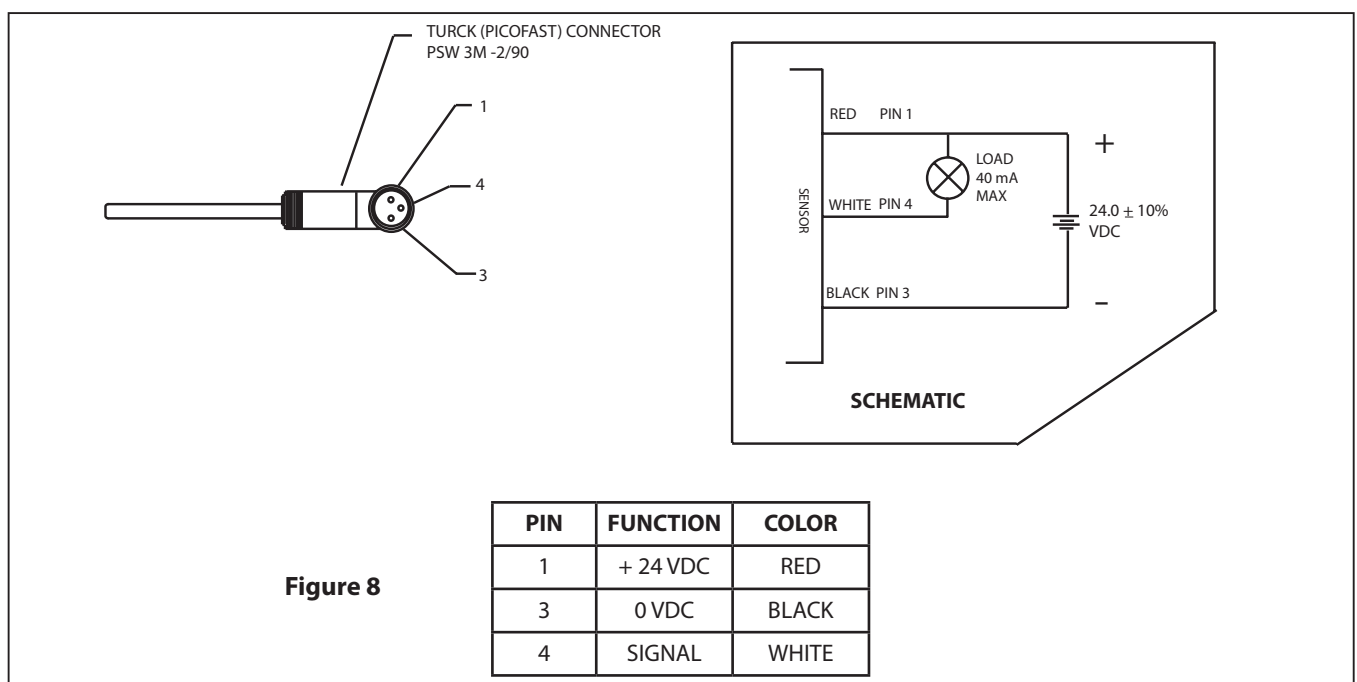 TURCK (PICOFAST) CONNECTOR
PSW 3M -2/90
1
4
3
RED PIN 1
LOAD
40 mA
MAX
+
SENSOR
WHITE PIN 4
24.0 ± 10%
VDC
BLACK PIN 3
–
SCHEMATIC
Figure 8
PIN FUNCTION COLOR
1 + 24 VDC RED
3 0 VDC BLACK
4 SIGNAL WHITE